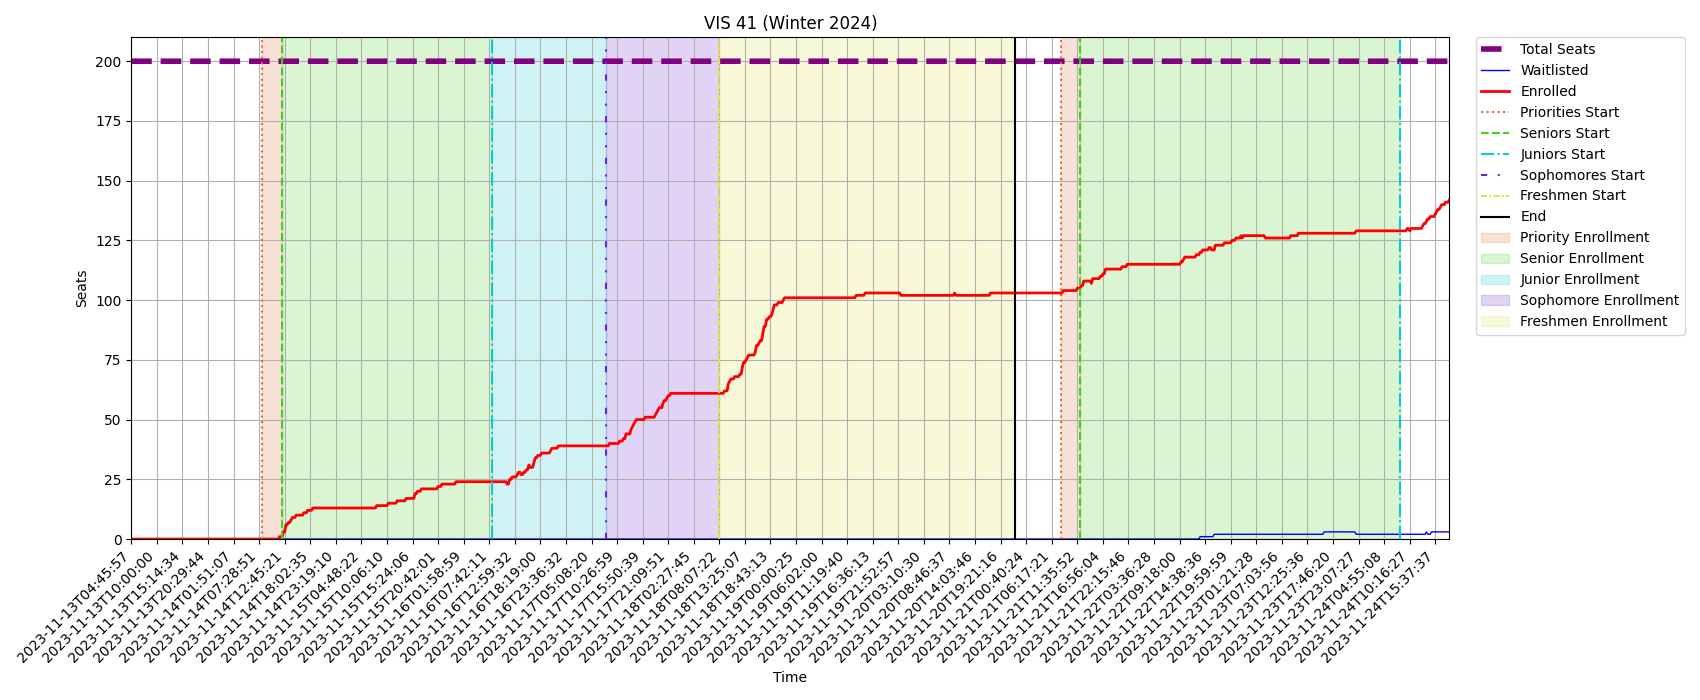 VIS 41 (Winter 2024)
200
175
150
125
100
75
50
25
0
Seats
2023-11-13T04:45:57
2023-11-13T10:00:00
2023-11-13T15:14:34
2023-11-13T20:29:44
2023-11-14T01:51:07
2023-11-14T07:28:51
2023-11-14T12:45:21
2023-11-14T18:02:35
2023-11-14T23:19:10
2023-11-15T04:48:22
2023-11-15T10:06:10
2023-11-15T15:24:06
2023-11-15T20:42:01
2023-11-16T01:58:59
2023-11-16T07:42:11
2023-11-16T12:59:32
2023-11-16T18:19:00
2023-11-16T23:36:32
2023-11-17T05:08:20
2023-11-17T10:26:59
2023-11-17T15:50:39
2023-11-17T21:09:51
2023-11-18T02:27:45
2023-11-18T08:07:22
2023-11-18T13:25:07
2023-11-18T18:43:13
2023-11-19T00:00:25
2023-11-19T06:02:00
2023-11-19T11:19:40
2023-11-19T16:36:13
2023-11-19T21:52:57
2023-11-20T03:10:30
2023-11-20T08:46:37
2023-11-20T14:03:46
2023-11-20T19:21:16
2023-11-21T00:40:24
2023-11-21T06:17:21
2023-11-21T11:35:52
2023-11-21T16:56:04
2023-11-21T22:15:46
2023-11-22T03:36:28
2023-11-22T09:18:00
2023-11-22T14:38:36
2023-11-22T19:59:59
2023-11-23T01:21:28
2023-11-23T07:03:56
2023-11-23T12:25:36
2023-11-23T17:46:20
2023-11-23T23:07:27
2023-11-24T04:55:08
2023-11-24T10:16:27
2023-11-24T15:37:37
Time
Total Seats
Waitlisted
Enrolled
Priorities Start
Seniors Start
Juniors Start
Sophomores Start
Freshmen Start
End
Priority Enrollment
Senior Enrollment
Junior Enrollment
Sophomore Enrollment
Freshmen Enrollment